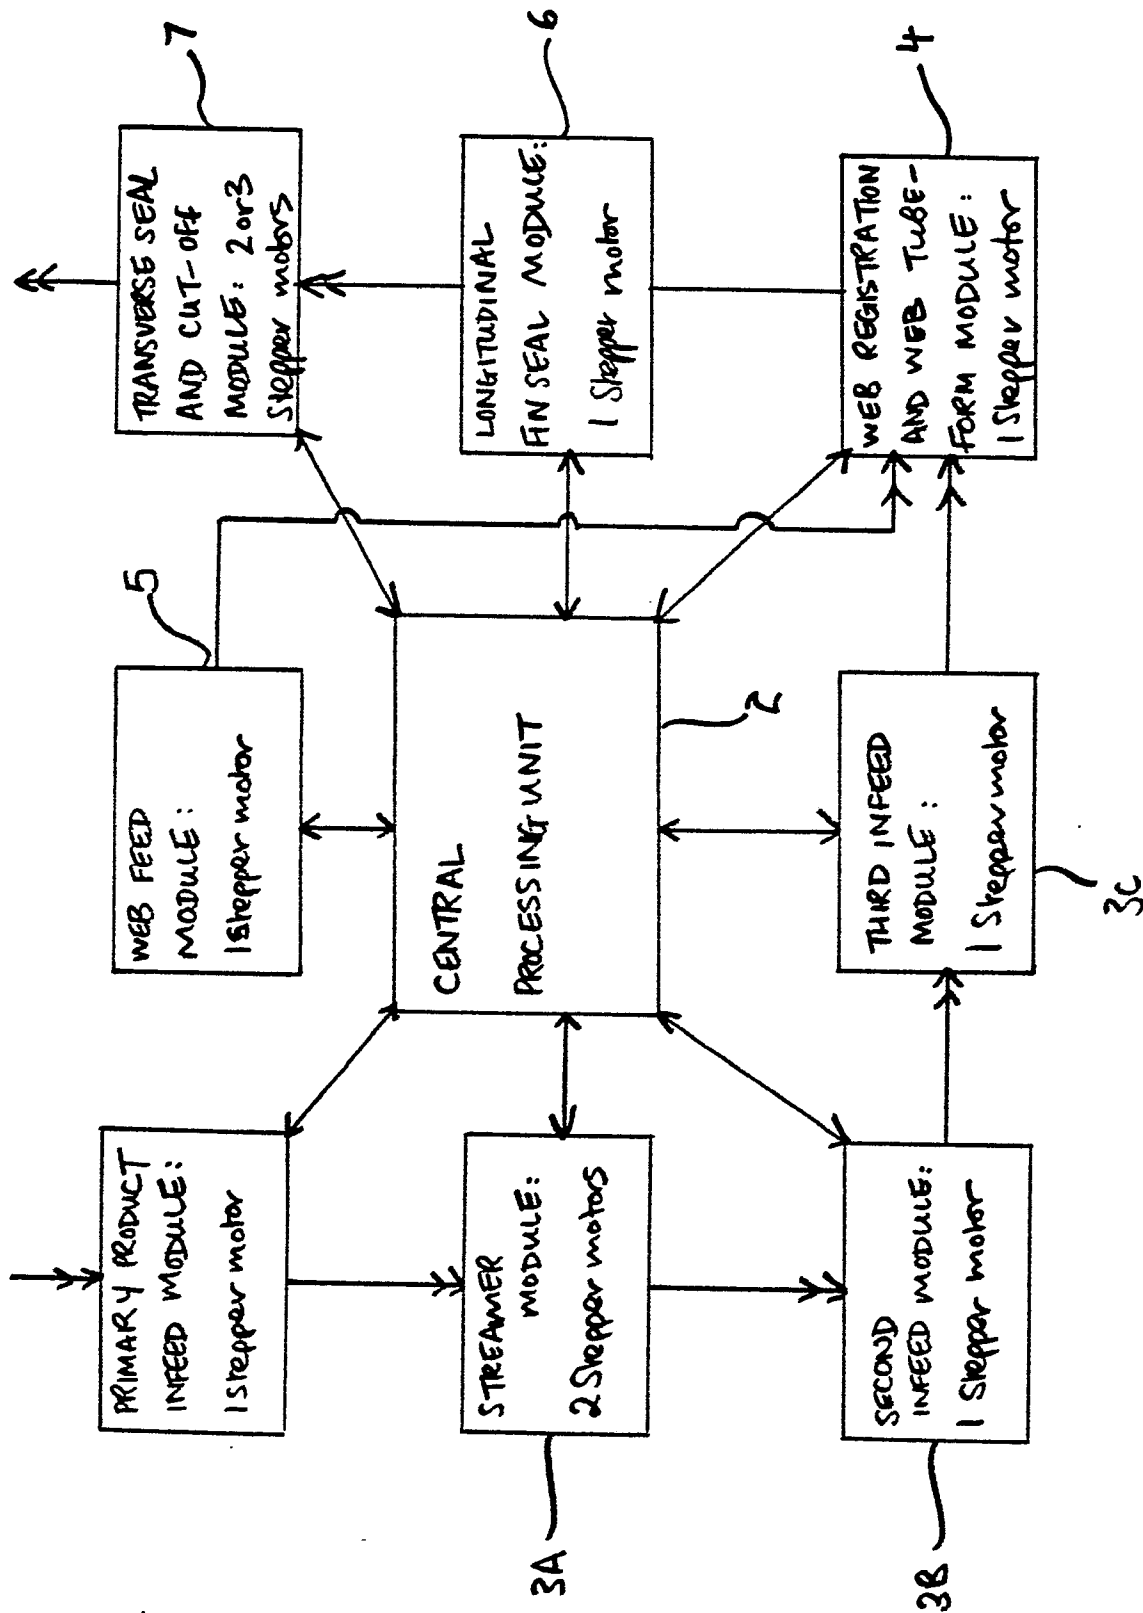 PRIMARY PRODUCT
INFEED MODULE:
1 stepper motor
WEB FEED
MODULE:
1 stepper motor
5
TRANSVERSE SEAL
AND CUT-OFF
MODULE: 2 or 3
stepper motors
7
STREAMER
MODULE:
2 stepper motors
3A
CENTRAL
PROCESSING UNIT
2
LONGITUDINAL
FIN SEAL MODULE:
1 stepper motor
6
SECOND
INFEED MODULE:
1 stepper motor
3B
THIRD INFEED
MODULE:
1 stepper motor
3C
WEB REGISTRATION
AND WEB TUBE-
FORM MODULE:
1 stepper motor
4